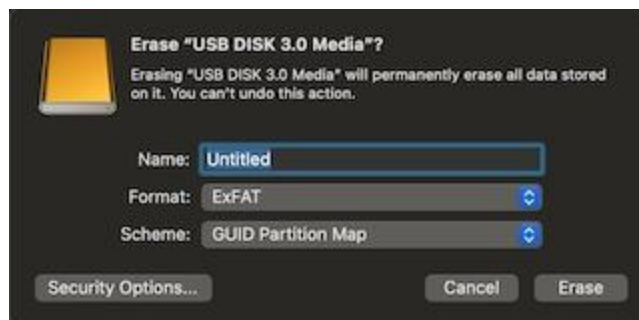 Erase “USB DISK 3.0 Media”?
Erasing “USB DISK 3.0 Media” will permanently erase all data stored
on it. You can’t undo this action.
Name: Untitled
Format: ExFAT
Scheme: GUID Partition Map
Security Options... Cancel Erase